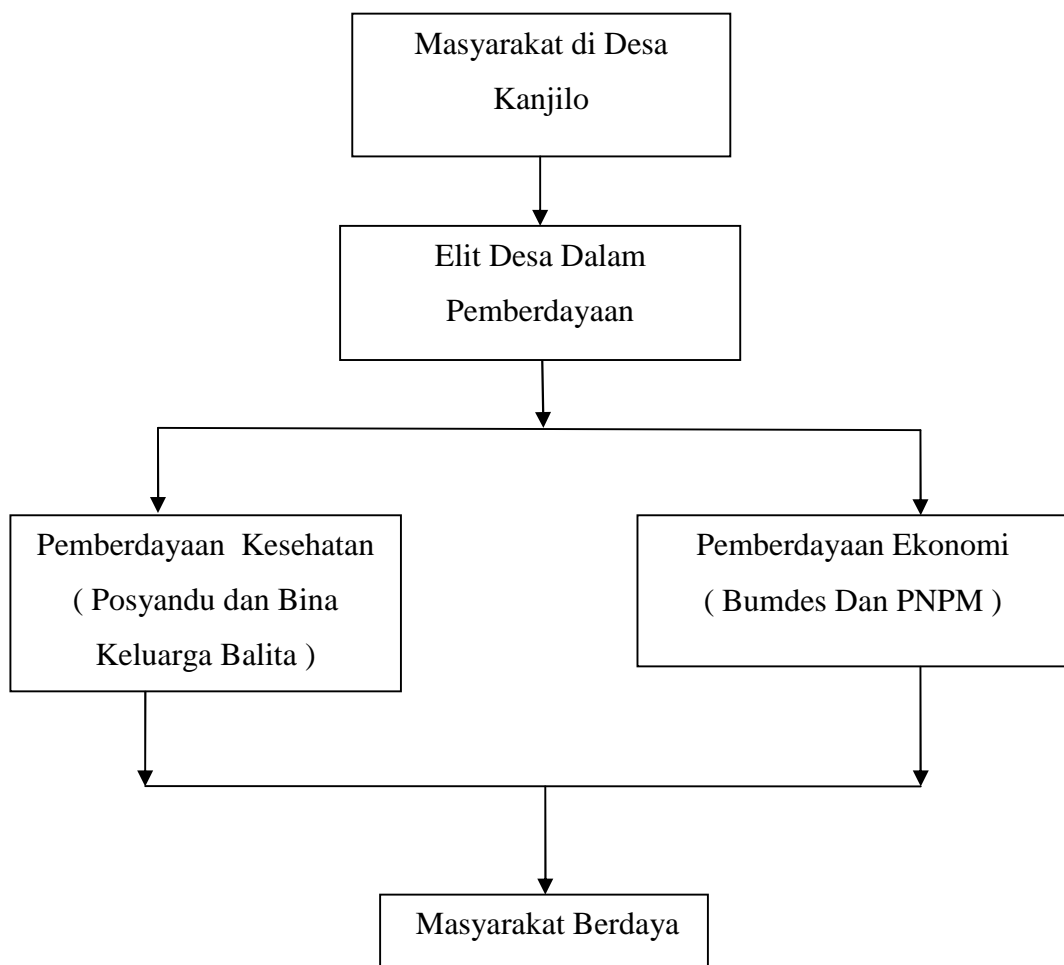 Masyarakat di Desa
Kanjilo
Elit Desa Dalam
Pemberdayaan
Pemberdayaan Kesehatan
( Posyandu dan Bina
Keluarga Balita )
Pemberdayaan Ekonomi
( Bumdes Dan PNPM )
Masyarakat Berdaya